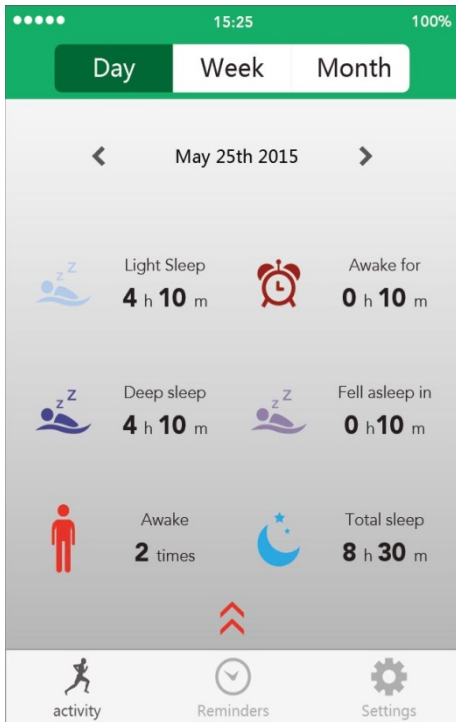 15:25
100%
Day Week Month
May 25th 2015
z z Light Sleep
4 h 10 m
Awake for
0 h 10 m
z z Deep sleep
4 h 10 m
z z Fell asleep in
0 h10 m
Awake
2 times
Total sleep
8 h 30 m
activity
Reminders
Settings